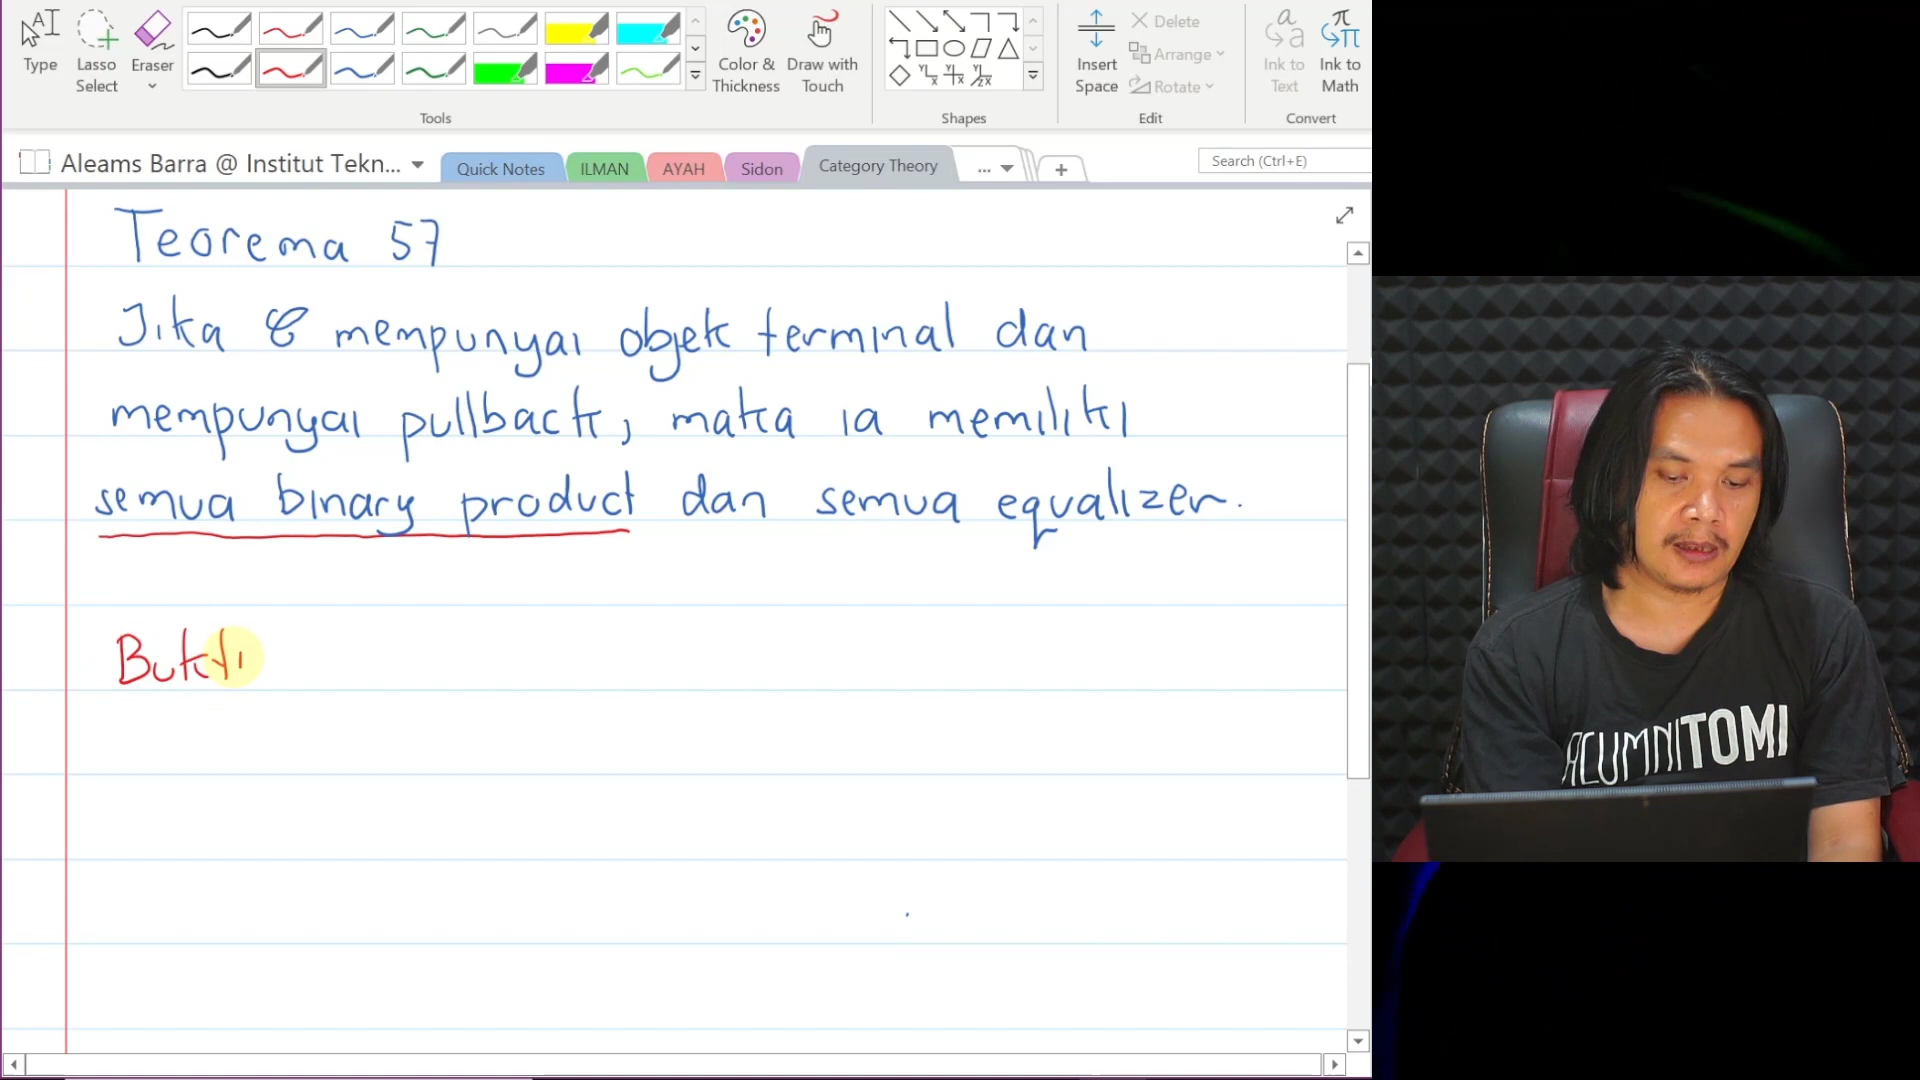 Type
Lasso Select
Eraser
Color & Thickness
Draw with Touch
Insert Space
Delete
Arrange
Rotate
Ink to Text
Ink to Math
Tools
Shapes
Edit
Convert
Aleams Barra @ Institut Tekn...
Quick Notes
ILMAN
AYAH
Sidon
Category Theory
...
Search (Ctrl+E)
Teorema 57
Jika C mempunyai objek terminal dan
mempunyai pullback, maka ia memiliki
semua binary product dan semua equalizer.
Bukti
ACUMNITOMI